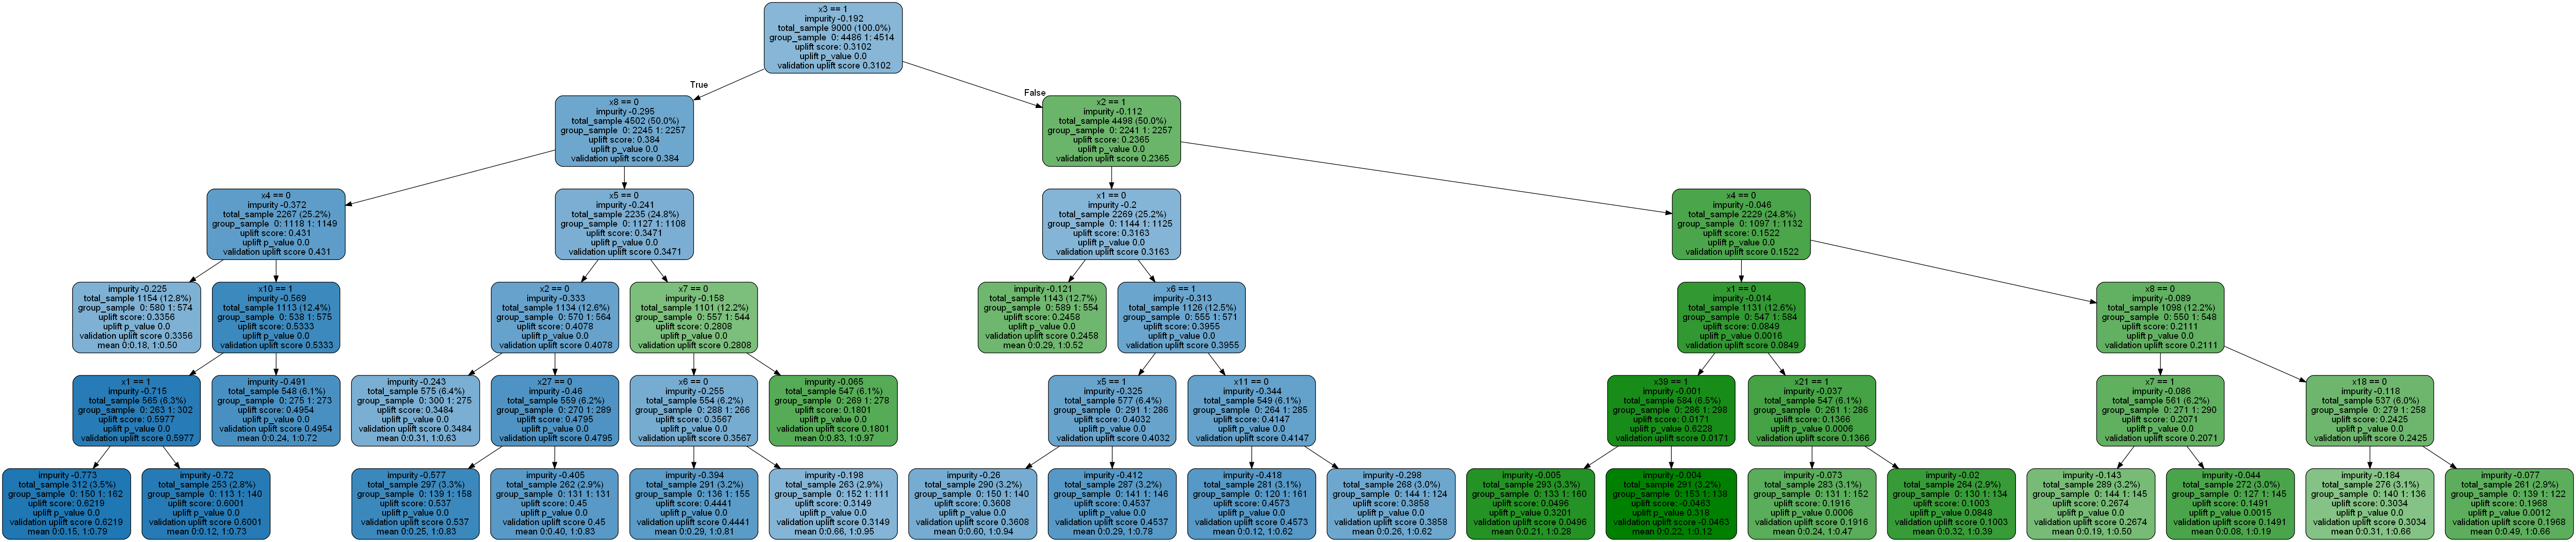 x3 == 1
impurity -0.192
total_sample 9000 (100.0%)
group_sample 0: 4486 1: 4514
uplift score: 0.3102
uplift p_value 0.0
validation uplift score 0.3102
True
False
x8 == 0
impurity -0.295
total_sample 4502 (50.0%)
group_sample 0: 2245 1: 2257
uplift score: 0.384
uplift p_value 0.0
validation uplift score 0.384
x2 == 1
impurity -0.112
total_sample 4498 (50.0%)
group_sample 0: 2241 1: 2257
uplift score: 0.2365
uplift p_value 0.0
validation uplift score 0.2365
x4 == 0
impurity -0.372
total_sample 2267 (25.2%)
group_sample 0: 1118 1: 1149
uplift score: 0.431
uplift p_value 0.0
validation uplift score 0.431
x5 == 0
impurity -0.241
total_sample 2235 (24.8%)
group_sample 0: 1127 1: 1108
uplift score: 0.3471
uplift p_value 0.0
validation uplift score 0.3471
x1 == 0
impurity -0.2
total_sample 2269 (25.2%)
group_sample 0: 1144 1: 1125
uplift score: 0.3163
uplift p_value 0.0
validation uplift score 0.3163
x4 == 0
impurity -0.046
total_sample 2229 (24.8%)
group_sample 0: 1097 1: 1132
uplift score: 0.1522
uplift p_value 0.0
validation uplift score 0.1522
impurity -0.225
total_sample 1154 (12.8%)
group_sample 0: 580 1: 574
uplift score: 0.3356
uplift p_value 0.0
validation uplift score 0.3356
mean 0:0.18, 1:0.50
x10 == 1
impurity -0.569
total_sample 1113 (12.4%)
group_sample 0: 538 1: 575
uplift score: 0.5333
uplift p_value 0.0
validation uplift score 0.5333
x2 == 0
impurity -0.333
total_sample 1134 (12.6%)
group_sample 0: 570 1: 564
uplift score: 0.4078
uplift p_value 0.0
validation uplift score 0.4078
x7 == 0
impurity -0.158
total_sample 1101 (12.2%)
group_sample 0: 557 1: 544
uplift score: 0.2808
uplift p_value 0.0
validation uplift score 0.2808
impurity -0.121
total_sample 1143 (12.7%)
group_sample 0: 589 1: 554
uplift score: 0.2458
uplift p_value 0.0
validation uplift score 0.2458
mean 0:0.29, 1:0.52
x6 == 1
impurity -0.313
total_sample 1126 (12.5%)
group_sample 0: 555 1: 571
uplift score: 0.3955
uplift p_value 0.0
validation uplift score 0.3955
x1 == 0
impurity -0.014
total_sample 1131 (12.6%)
group_sample 0: 547 1: 584
uplift score: 0.0849
uplift p_value 0.0016
validation uplift score 0.0849
x8 == 0
impurity -0.089
total_sample 1098 (12.2%)
group_sample 0: 550 1: 548
uplift score: 0.2111
uplift p_value 0.0
validation uplift score 0.2111
x1 == 1
impurity -0.715
total_sample 565 (6.3%)
group_sample 0: 263 1: 302
uplift score: 0.5977
uplift p_value 0.0
validation uplift score 0.5977
impurity -0.491
total_sample 548 (6.1%)
group_sample 0: 275 1: 273
uplift score: 0.4954
uplift p_value 0.0
validation uplift score 0.4954
mean 0:0.24, 1:0.72
impurity -0.243
total_sample 575 (6.4%)
group_sample 0: 300 1: 275
uplift score: 0.3484
uplift p_value 0.0
validation uplift score 0.3484
mean 0:0.31, 1:0.63
x27 == 0
impurity -0.46
total_sample 559 (6.2%)
group_sample 0: 270 1: 289
uplift score: 0.4795
uplift p_value 0.0
validation uplift score 0.4795
x6 == 0
impurity -0.255
total_sample 554 (6.2%)
group_sample 0: 288 1: 266
uplift score: 0.3567
uplift p_value 0.0
validation uplift score 0.3567
impurity -0.065
total_sample 547 (6.1%)
group_sample 0: 269 1: 278
uplift score: 0.1801
uplift p_value 0.0
validation uplift score 0.1801
mean 0:0.83, 1:0.97
x5 == 1
impurity -0.325
total_sample 577 (6.4%)
group_sample 0: 291 1: 286
uplift score: 0.4032
uplift p_value 0.0
validation uplift score 0.4032
x11 == 0
impurity -0.344
total_sample 549 (6.1%)
group_sample 0: 264 1: 285
uplift score: 0.4147
uplift p_value 0.0
validation uplift score 0.4147
x39 == 1
impurity -0.001
total_sample 584 (6.5%)
group_sample 0: 286 1: 298
uplift score: 0.0171
uplift p_value 0.6228
validation uplift score 0.0171
x21 == 1
impurity -0.037
total_sample 547 (6.1%)
group_sample 0: 261 1: 286
uplift score: 0.1366
uplift p_value 0.0006
validation uplift score 0.1366
x7 == 1
impurity -0.086
total_sample 561 (6.2%)
group_sample 0: 271 1: 290
uplift score: 0.2071
uplift p_value 0.0
validation uplift score 0.2071
x18 == 0
impurity -0.118
total_sample 537 (6.0%)
group_sample 0: 279 1: 258
uplift score: 0.2425
uplift p_value 0.0
validation uplift score 0.2425
impurity -0.773
total_sample 312 (3.5%)
group_sample 0: 150 1: 162
uplift score: 0.6219
uplift p_value 0.0
validation uplift score 0.6219
mean 0:0.15, 1:0.79
impurity -0.72
total_sample 253 (2.8%)
group_sample 0: 113 1: 140
uplift score: 0.6001
uplift p_value 0.0
validation uplift score 0.6001
mean 0:0.12, 1:0.73
impurity -0.577
total_sample 297 (3.3%)
group_sample 0: 139 1: 158
uplift score: 0.537
uplift p_value 0.0
validation uplift score 0.537
mean 0:0.25, 1:0.83
impurity -0.405
total_sample 262 (2.9%)
group_sample 0: 131 1: 131
uplift score: 0.45
uplift p_value 0.0
validation uplift score 0.45
mean 0:0.40, 1:0.83
impurity -0.394
total_sample 291 (3.2%)
group_sample 0: 136 1: 155
uplift score: 0.4441
uplift p_value 0.0
validation uplift score 0.4441
mean 0:0.29, 1:0.81
impurity -0.198
total_sample 263 (2.9%)
group_sample 0: 152 1: 111
uplift score: 0.3149
uplift p_value 0.0
validation uplift score 0.3149
mean 0:0.66, 1:0.95
impurity -0.26
total_sample 290 (3.2%)
group_sample 0: 150 1: 140
uplift score: 0.3608
uplift p_value 0.0
validation uplift score 0.3608
mean 0:0.60, 1:0.94
impurity -0.412
total_sample 287 (3.2%)
group_sample 0: 141 1: 146
uplift score: 0.4537
uplift p_value 0.0
validation uplift score 0.4537
mean 0:0.29, 1:0.78
impurity -0.418
total_sample 281 (3.1%)
group_sample 0: 120 1: 161
uplift score: 0.4573
uplift p_value 0.0
validation uplift score 0.4573
mean 0:0.12, 1:0.62
impurity -0.298
total_sample 268 (3.0%)
group_sample 0: 144 1: 124
uplift score: 0.3858
uplift p_value 0.0
validation uplift score 0.3858
mean 0:0.26, 1:0.62
impurity -0.005
total_sample 293 (3.3%)
group_sample 0: 133 1: 160
uplift score: 0.0496
uplift p_value 0.3201
validation uplift score 0.0496
mean 0:0.21, 1:0.28
impurity -0.004
total_sample 291 (3.2%)
group_sample 0: 153 1: 138
uplift score: -0.0463
uplift p_value 0.318
validation uplift score -0.0463
mean 0:0.22, 1:0.12
impurity -0.073
total_sample 283 (3.1%)
group_sample 0: 131 1: 152
uplift score: 0.1916
uplift p_value 0.0006
validation uplift score 0.1916
mean 0:0.24, 1:0.47
impurity -0.02
total_sample 264 (2.9%)
group_sample 0: 130 1: 134
uplift score: 0.1003
uplift p_value 0.0848
validation uplift score 0.1003
mean 0:0.32, 1:0.39
impurity -0.143
total_sample 289 (3.2%)
group_sample 0: 144 1: 145
uplift score: 0.2674
uplift p_value 0.0
validation uplift score 0.2674
mean 0:0.19, 1:0.50
impurity -0.044
total_sample 272 (3.0%)
group_sample 0: 127 1: 145
uplift score: 0.1491
uplift p_value 0.0015
validation uplift score 0.1491
mean 0:0.08, 1:0.19
impurity -0.184
total_sample 276 (3.1%)
group_sample 0: 140 1: 136
uplift score: 0.3034
uplift p_value 0.0
validation uplift score 0.3034
mean 0:0.31, 1:0.66
impurity -0.077
total_sample 261 (2.9%)
group_sample 0: 139 1: 122
uplift score: 0.1968
uplift p_value 0.0012
validation uplift score 0.1968
mean 0:0.49, 1:0.66